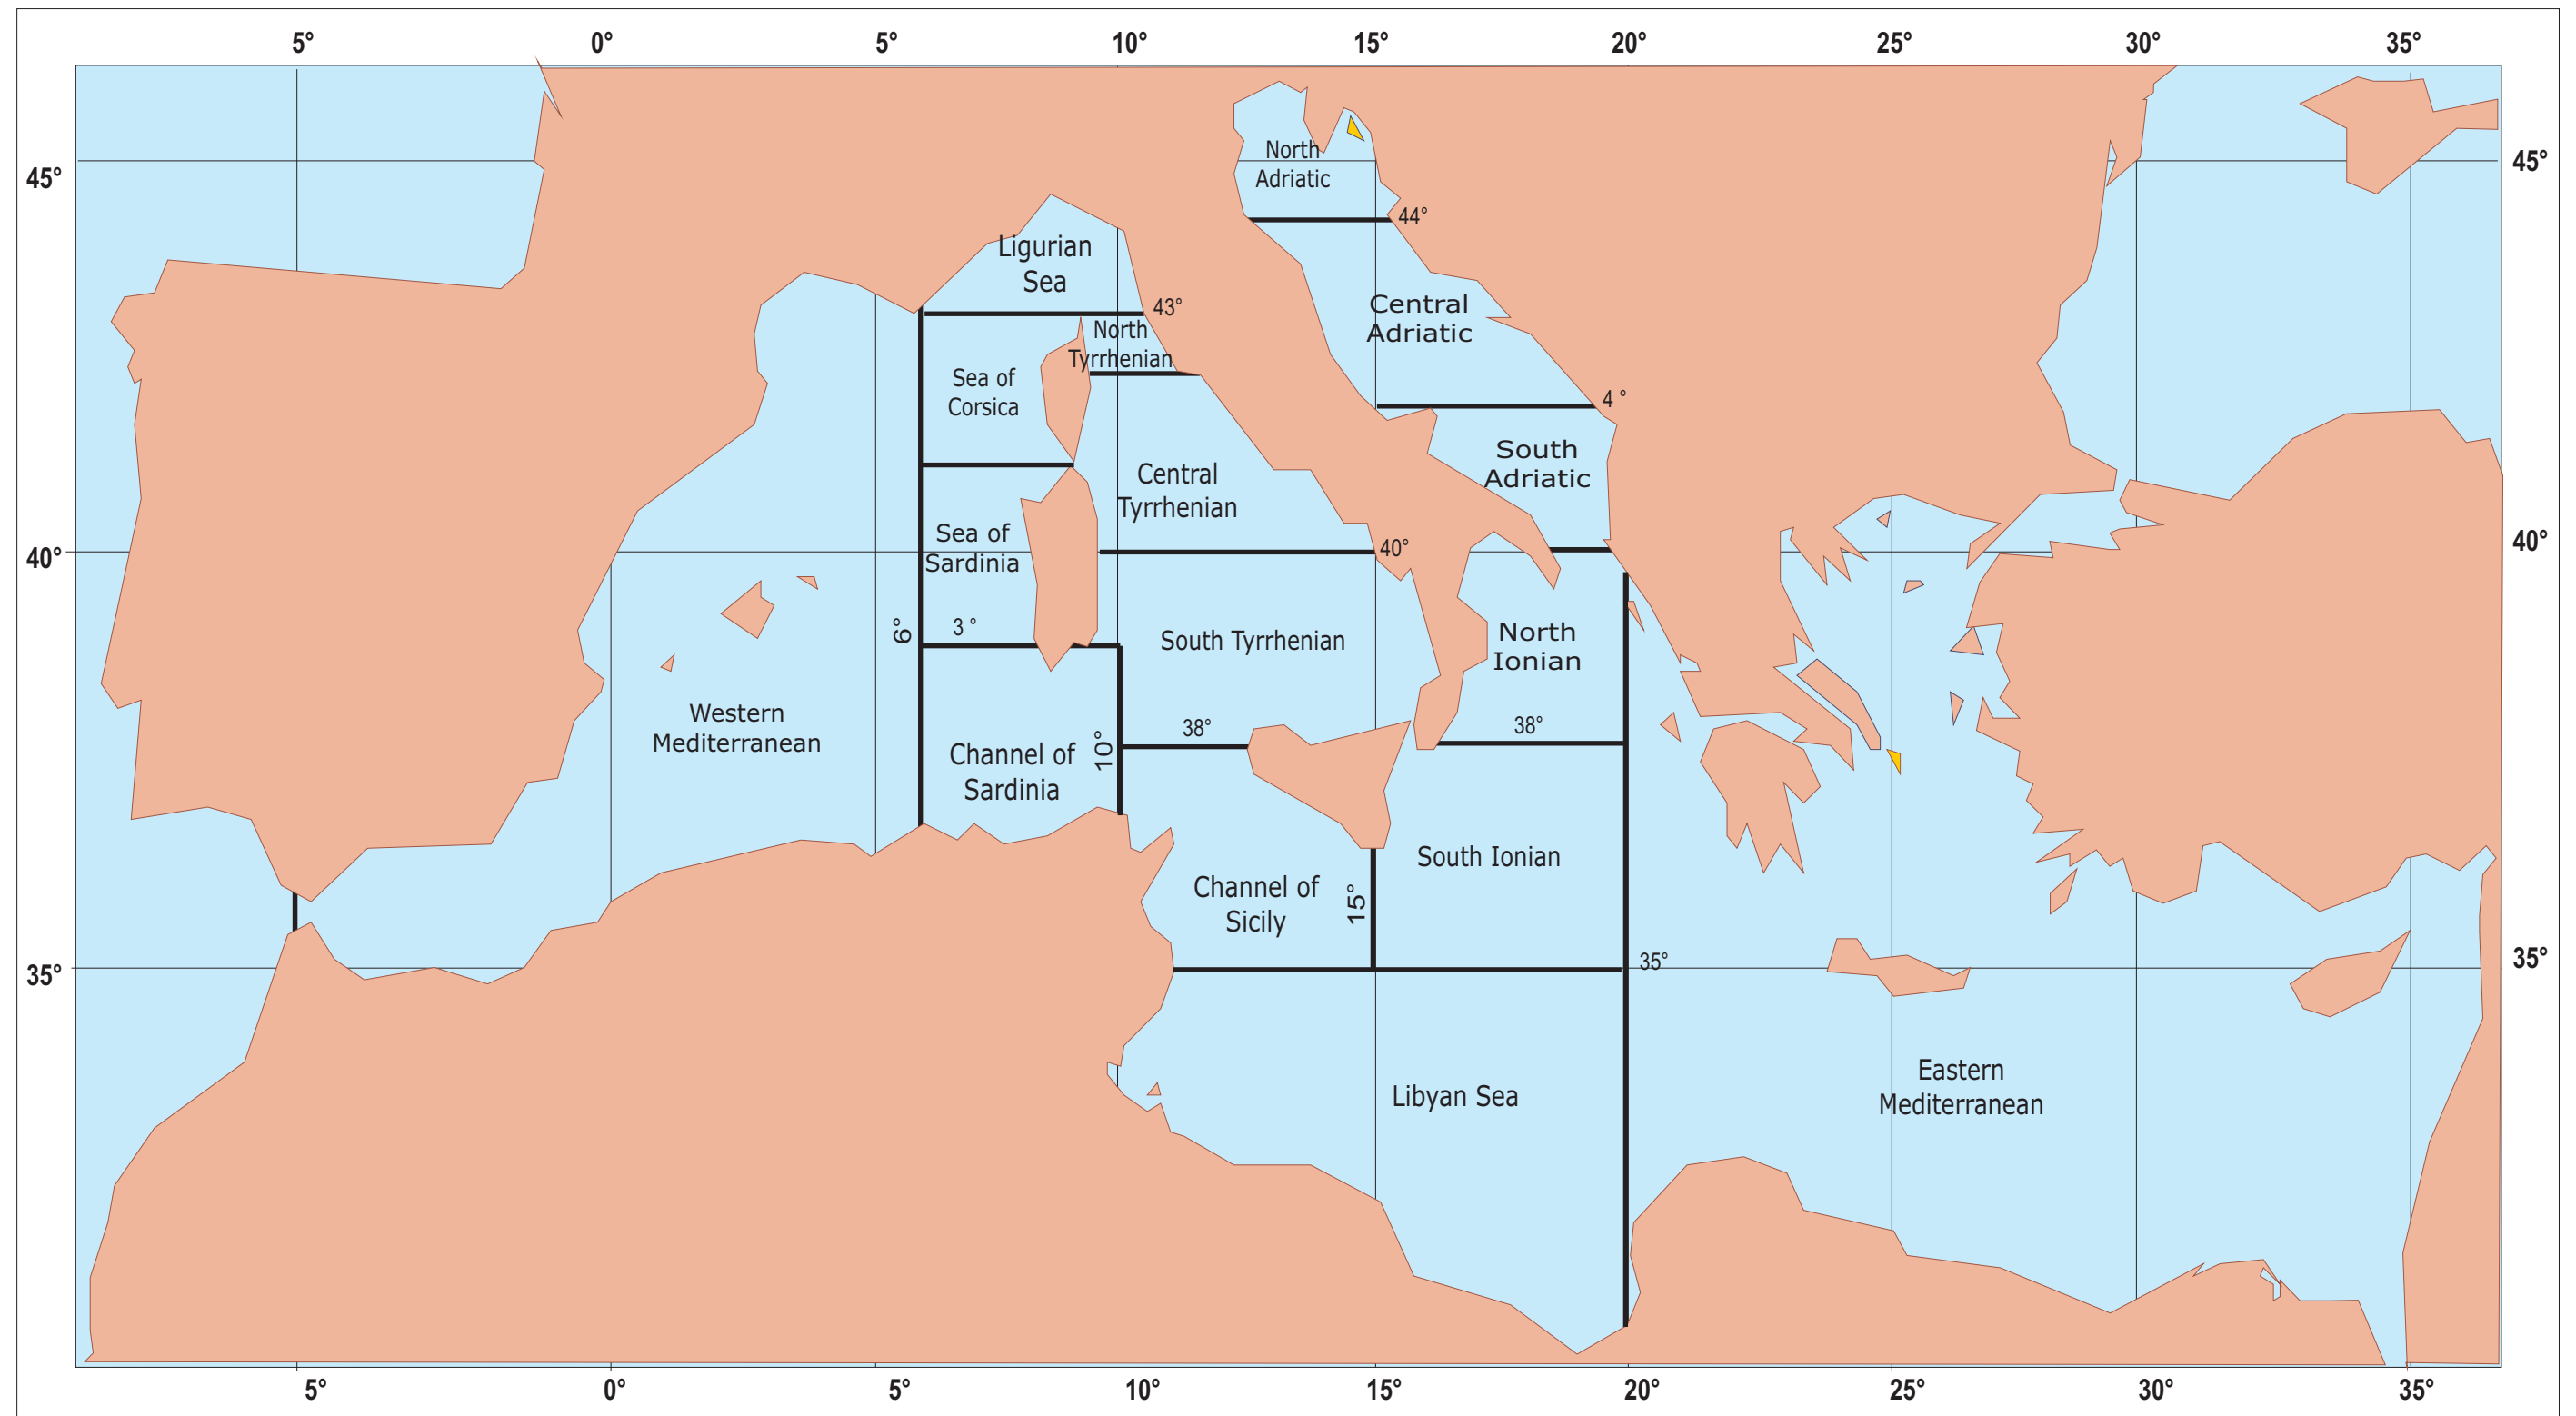 5° 0° 5° 10° 15° 20° 25° 30° 35°
North
Adriatic
45° 45°
44°
Ligurian
Sea
43°
Central
Adriatic
North
Tyrrhenian
Sea of
Corsica
4 °
South
Adriatic
Central
Tyrrhenian
Sea of
Sardinia
40° 40° 40°
6° 3 °
South Tyrrhenian
North
Ionian
Western
Mediterranean
38° 38°
Channel of
Sardinia
10°
South Ionian
Channel of
Sicily
15°
35° 35° 35°
Libyan Sea
Eastern
Mediterranean
5° 0° 5° 10° 15° 20° 25° 30° 35°